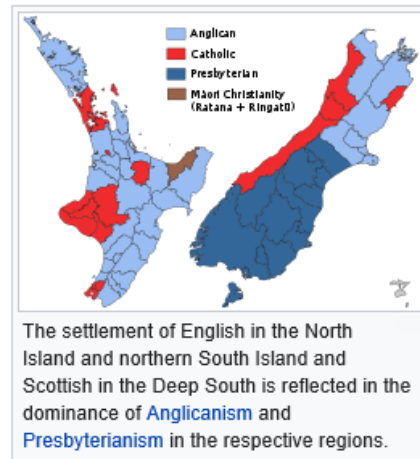 Anglican
Catholic
Presbyterian
Māori Christianity
(Ratana + Ringatū)
The settlement of English in the North
Island and northern South Island and
Scottish in the Deep South is reflected in the
dominance of Anglicanism and
Presbyterianism in the respective regions.